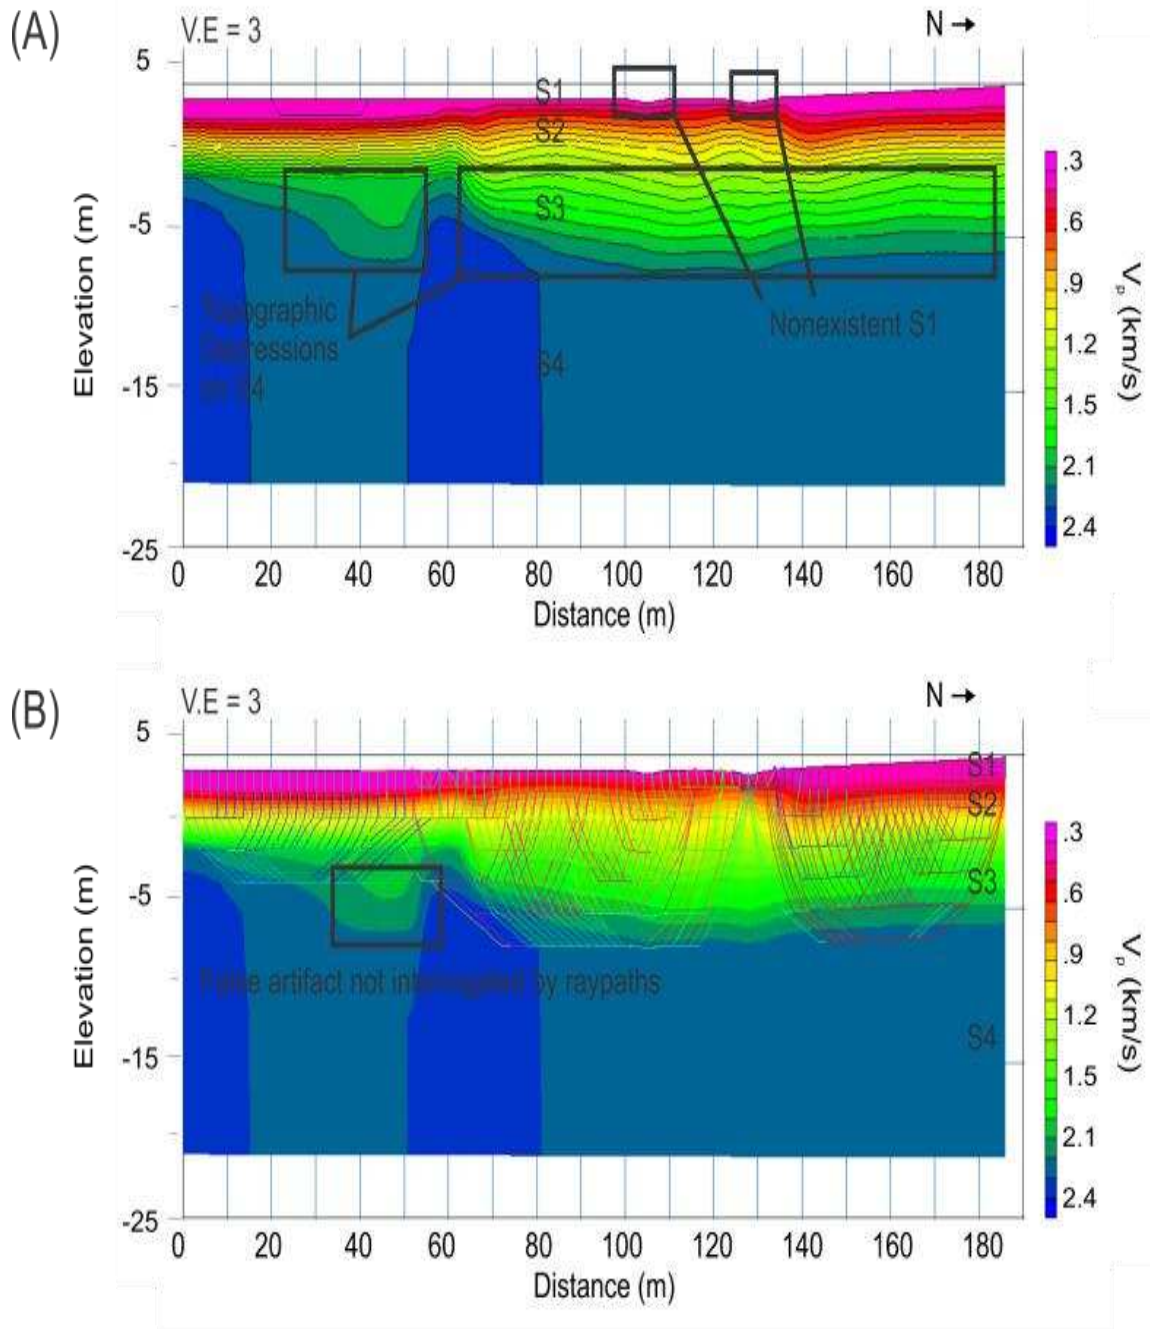 (A)
V.E = 3
N →
5
-5
-15
-25
Elevation (m)
S1
S2
S3
S4
Topographic
Depressions
on S4
Nonexistent S1
0 20 40 60 80 100 120 140 160 180
Distance (m)
.3
.6
.9
1.2
1.5
2.1
2.4
Vp (km/s)
(B)
V.E = 3
N →
5
-5
-15
-25
Elevation (m)
S1
S2
S3
S4
False artifact not interrogated by raypaths
0 20 40 60 80 100 120 140 160 180
Distance (m)
.3
.6
.9
1.2
1.5
2.1
2.4
Vp (km/s)